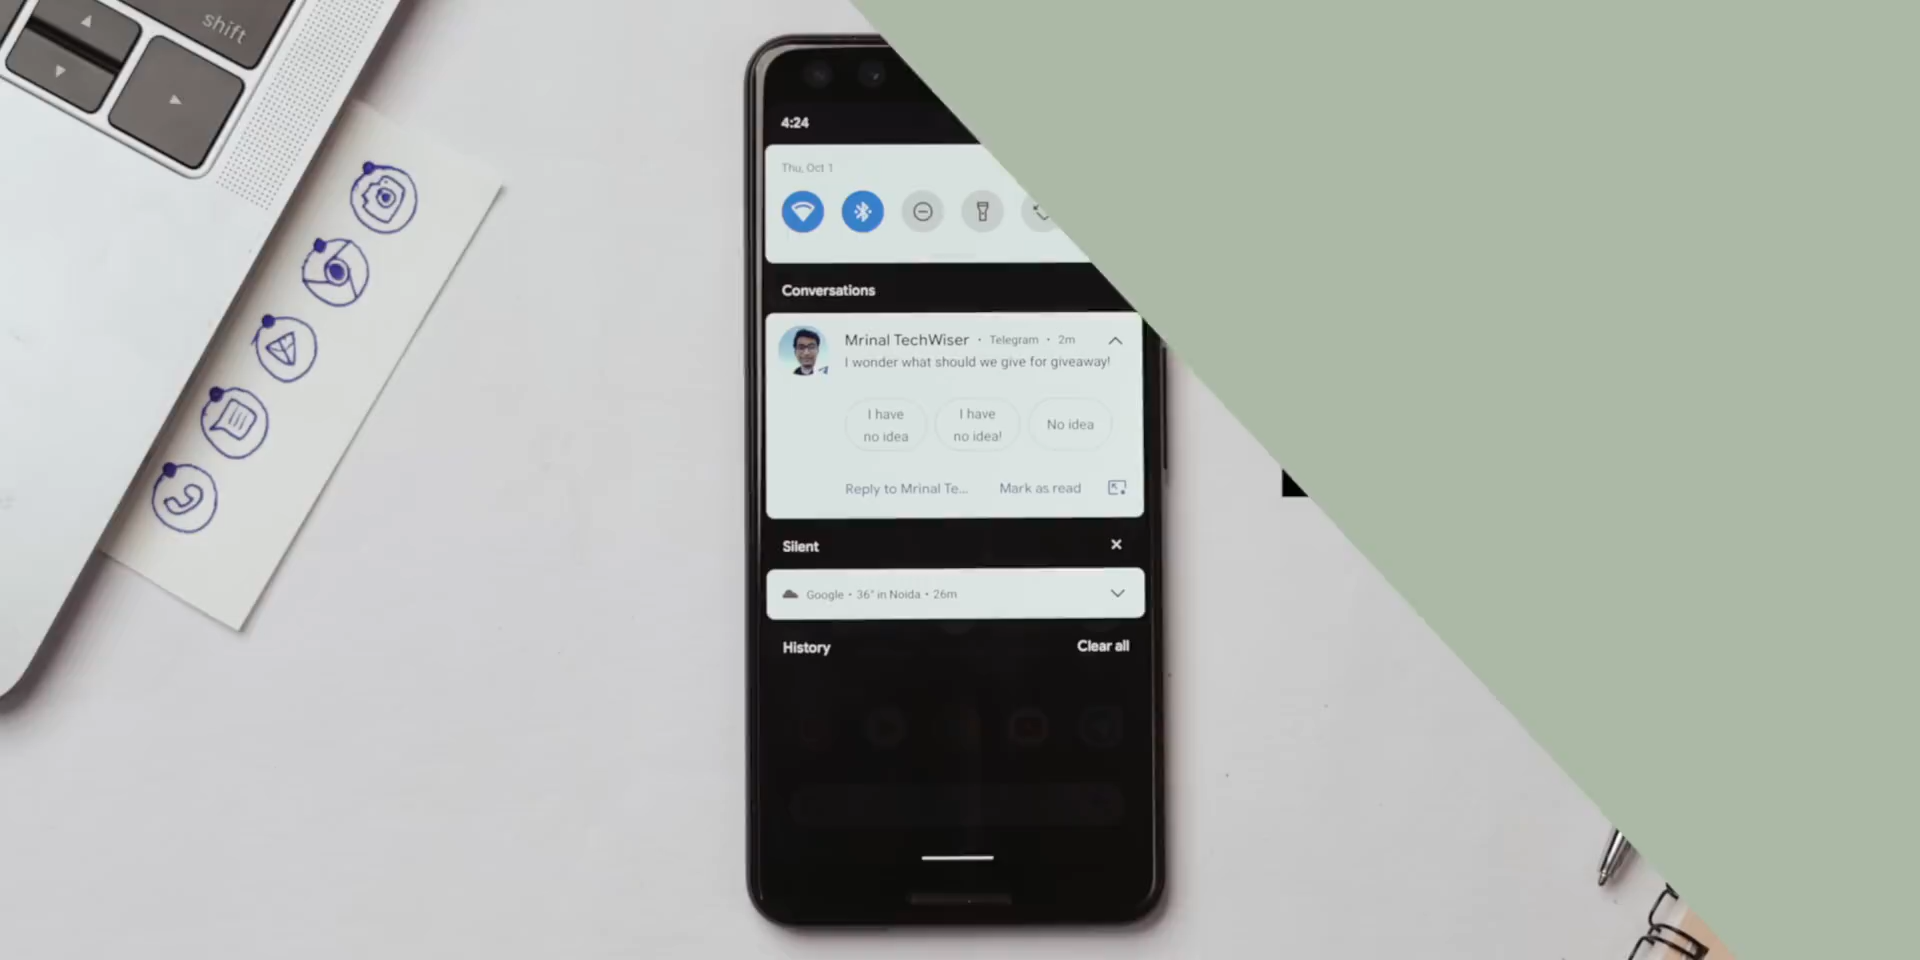 shift
4:24
Thu, Oct 1
Conversations
Mrinal TechWiser • Telegram • 2m
I wonder what should we give for giveaway!
I have no idea
I have no idea!
No idea
Reply to Mrinal Te...
Mark as read
Silent
Google • 36° in Noida • 26m
History
Clear all